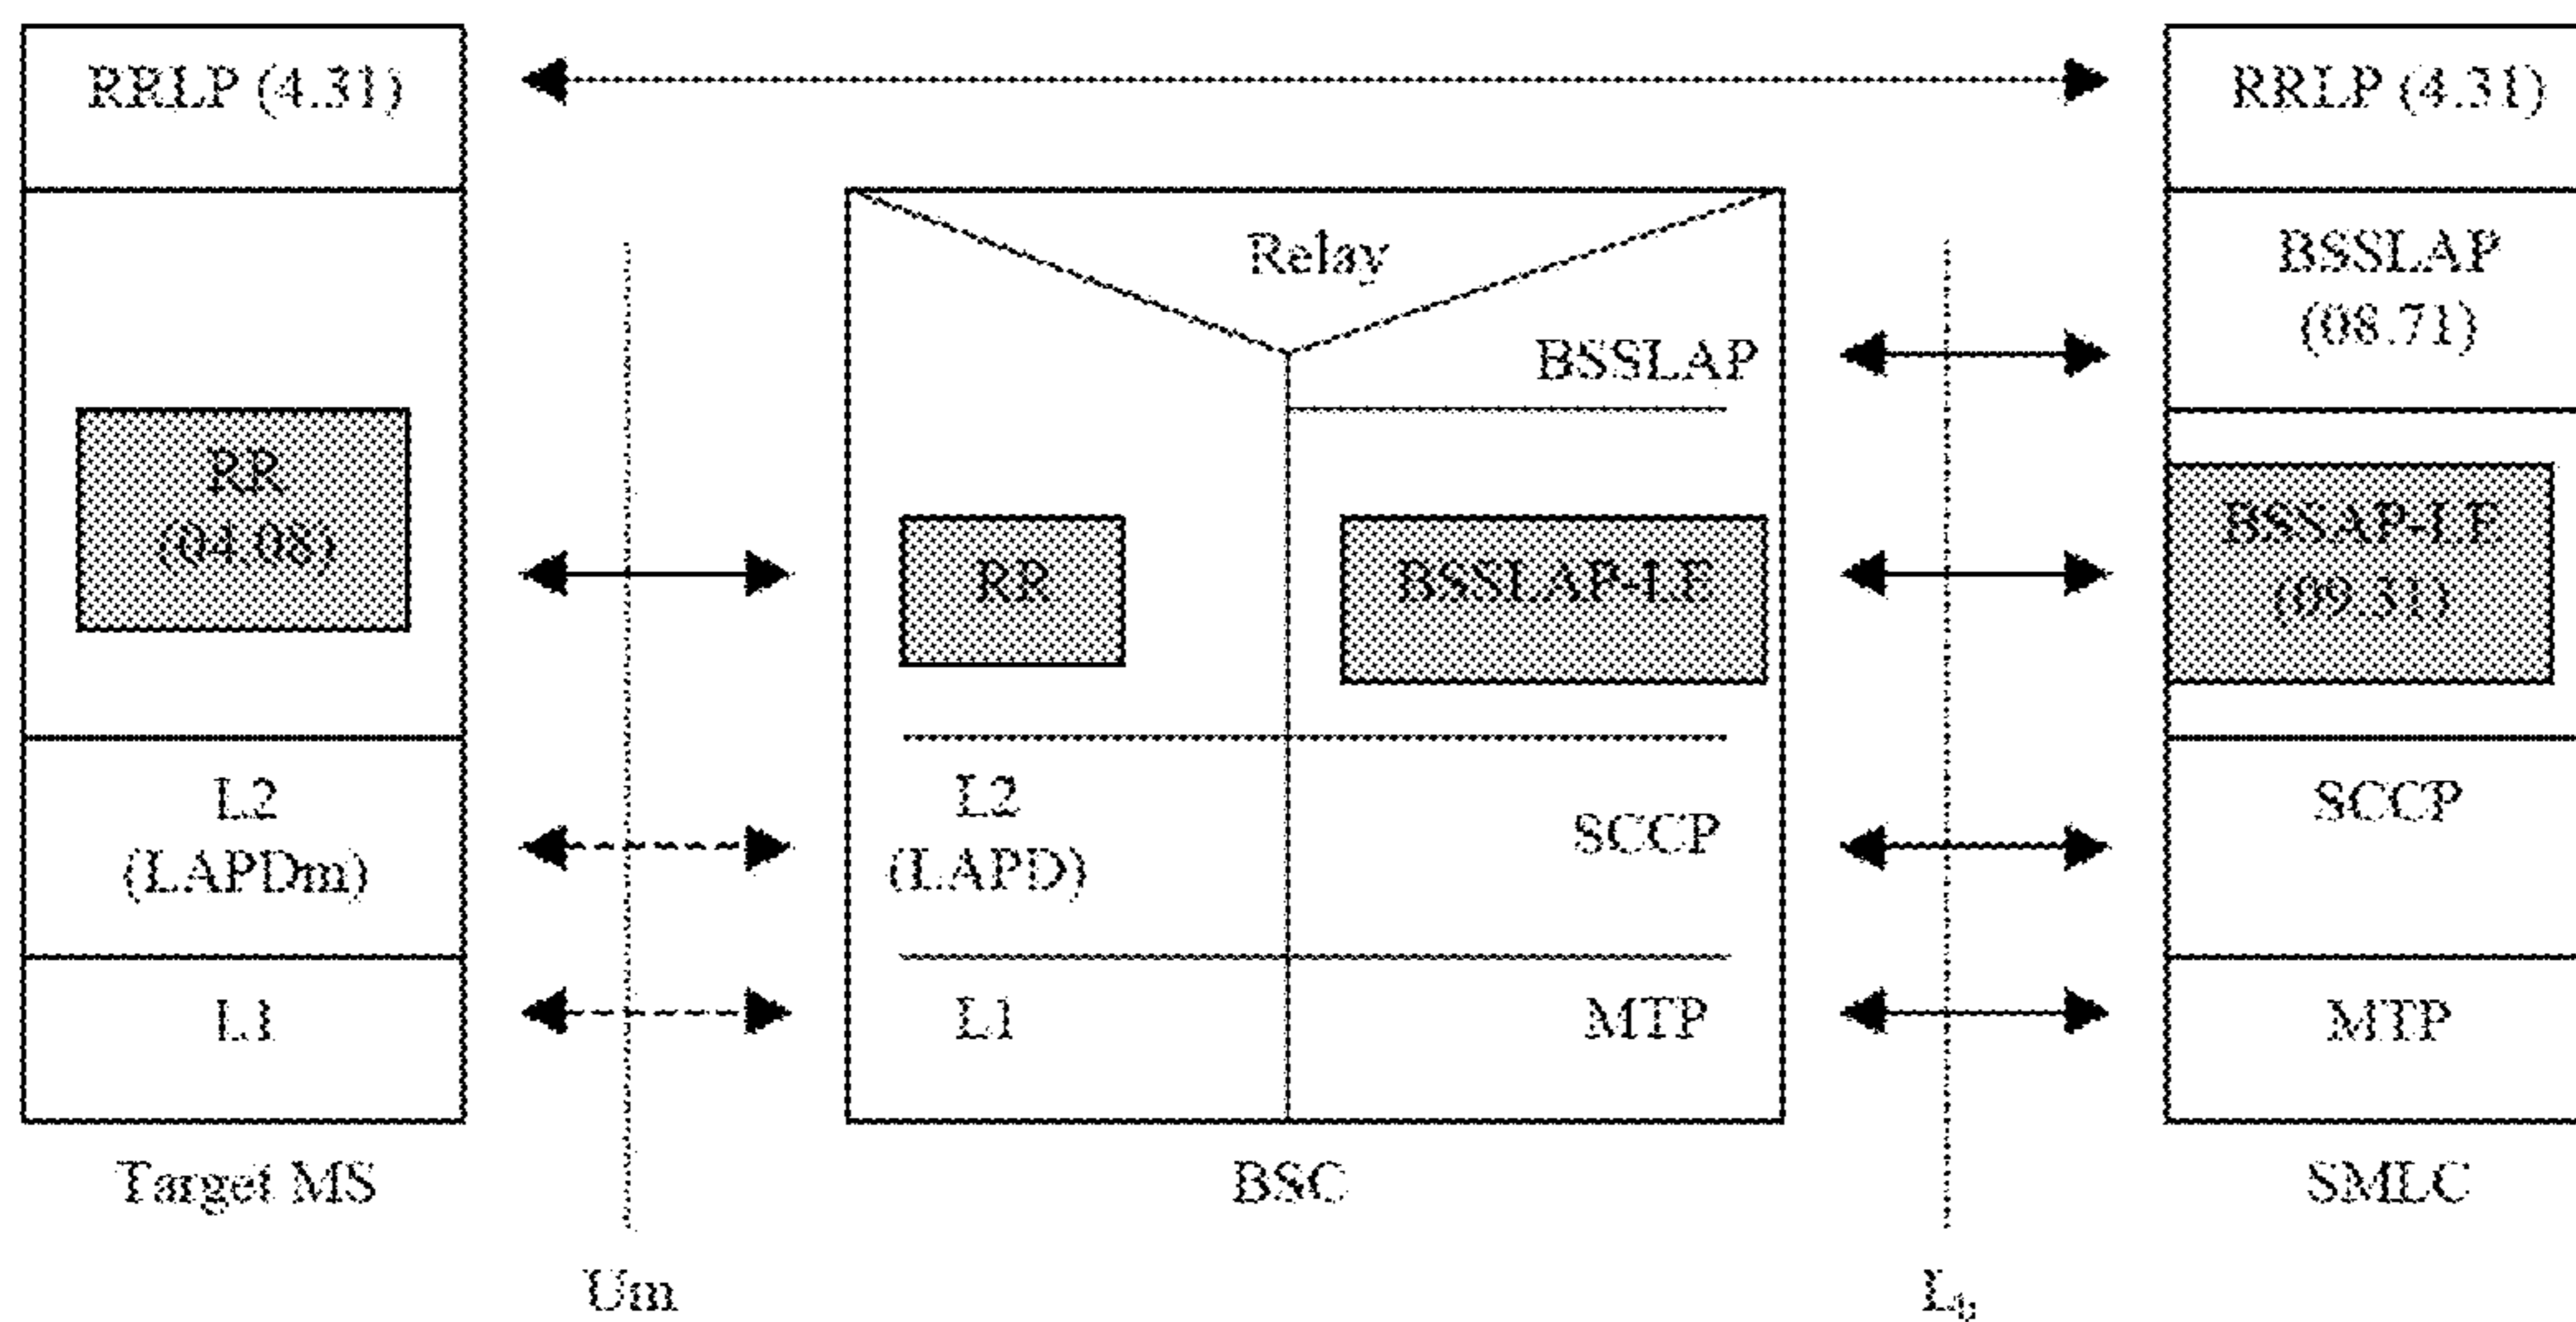 RRLP (4.31)
RR
(04.08)
L2
(LAPDm)
L1
Target MS
Um
Relay
BSSLAP
RR
BSSLAP-LE
L2
(LAPD)
SCCP
L1
MTP
BSC
Lb
RRLP (4.31)
BSSLAP
(08.71)
BSSAP-LE
(09.31)
SCCP
MTP
SMLC